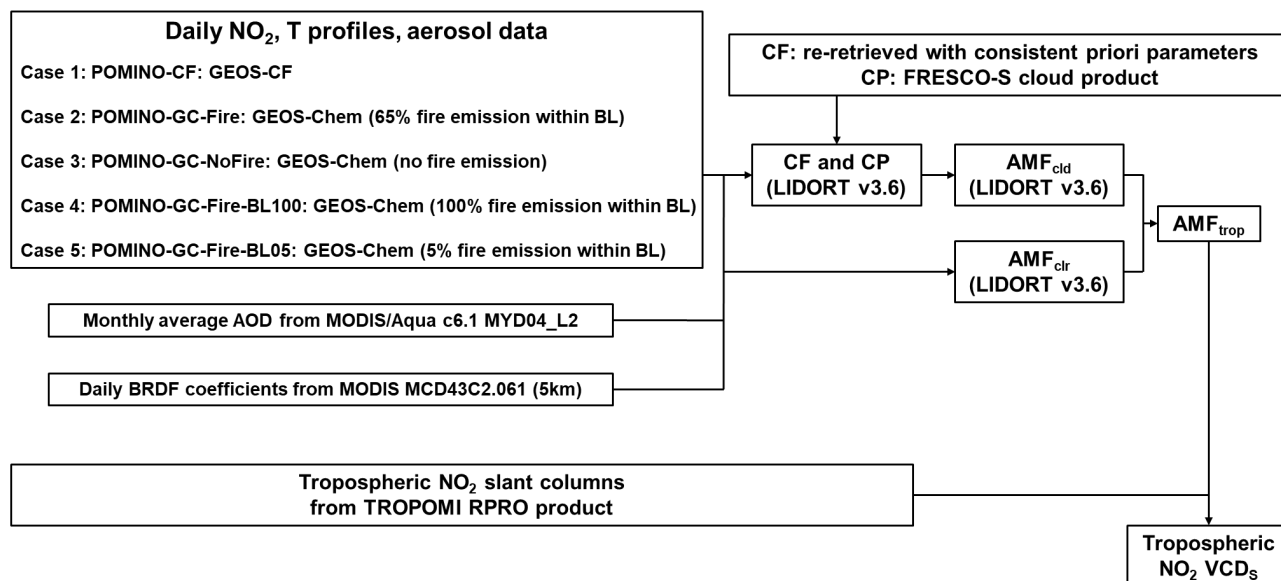 Daily NO₂, T profiles, aerosol data
Case 1: POMINO-CF: GEOS-CF
Case 2: POMINO-GC-Fire: GEOS-Chem (65% fire emission within BL)
Case 3: POMINO-GC-NoFire: GEOS-Chem (no fire emission)
Case 4: POMINO-GC-Fire-BL100: GEOS-Chem (100% fire emission within BL)
Case 5: POMINO-GC-Fire-BL05: GEOS-Chem (5% fire emission within BL)
CF: re-retrieved with consistent priori parameters
CP: FRESCO-S cloud product
CF and CP
(LIDORT v3.6)
AMF_cld
(LIDORT v3.6)
AMF_trop
AMF_clr
(LIDORT v3.6)
Monthly average AOD from MODIS/Aqua c6.1 MYD04_L2
Daily BRDF coefficients from MODIS MCD43C2.061 (5km)
Tropospheric NO₂ slant columns
from TROPOMI RPRO product
Tropospheric
NO₂ VCD_S